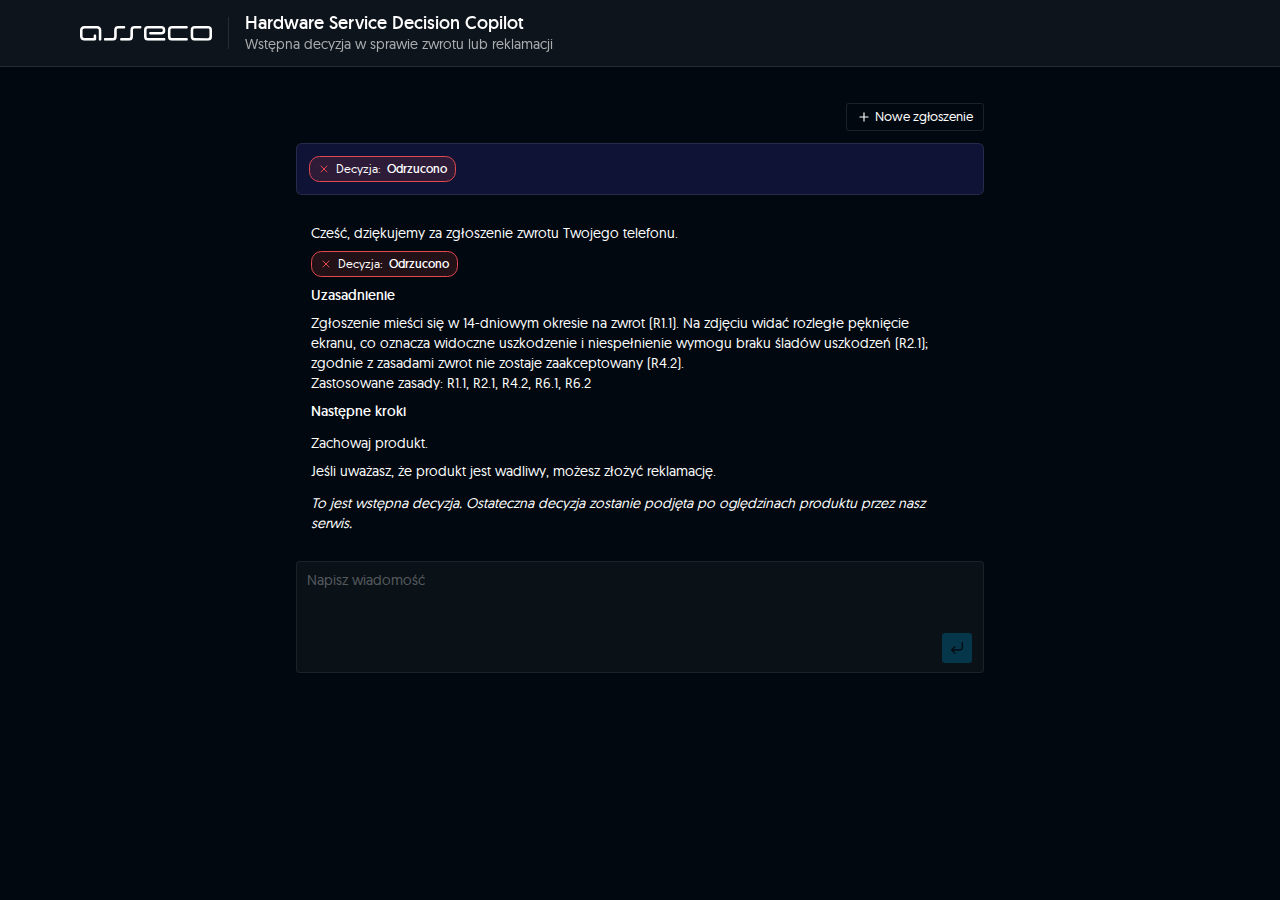 asseco
Hardware Service Decision Copilot
Wstępna decyzja w sprawie zwrotu lub reklamacji
Nowe zgłoszenie
Decyzja: Odrzucono
Cześć, dziękujemy za zgłoszenie zwrotu Twojego telefonu.
Decyzja: Odrzucono
Uzasadnienie
Zgłoszenie mieści się w 14-dniowym okresie na zwrot (R1.1). Na zdjęciu widać rozległe pęknięcie
ekranu, co oznacza widoczne uszkodzenie i niespełnienie wymogu braku śladów uszkodzeń (R2.1);
zgodnie z zasadami zwrot nie zostaje zaakceptowany (R4.2).
Zastosowane zasady: R1.1, R2.1, R4.2, R6.1, R6.2
Następne kroki
Zachowaj produkt.
Jeśli uważasz, że produkt jest wadliwy, możesz złożyć reklamację.
To jest wstępna decyzja. Ostateczna decyzja zostanie podjęta po oględzinach produktu przez nasz
serwis.
Napisz wiadomość